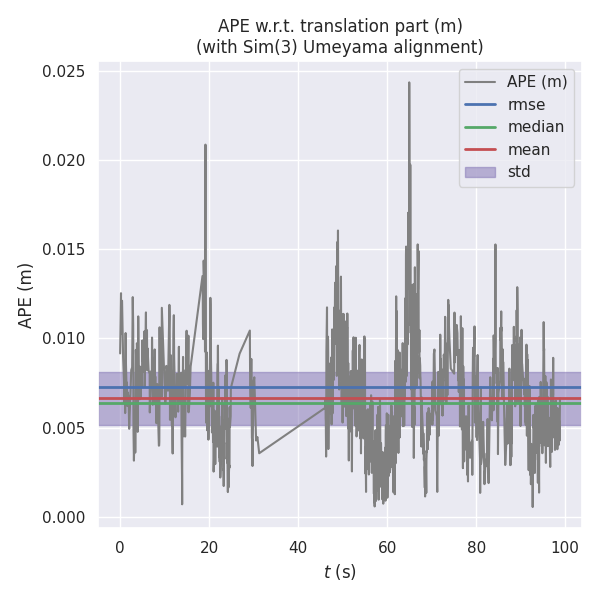 APE w.r.t. translation part (m)
(with Sim(3) Umeyama alignment)
APE (m)
rmse
median
mean
std
APE (m)
0.025
0.020
0.015
0.010
0.005
0.000
0
20
40
60
80
100
t (s)